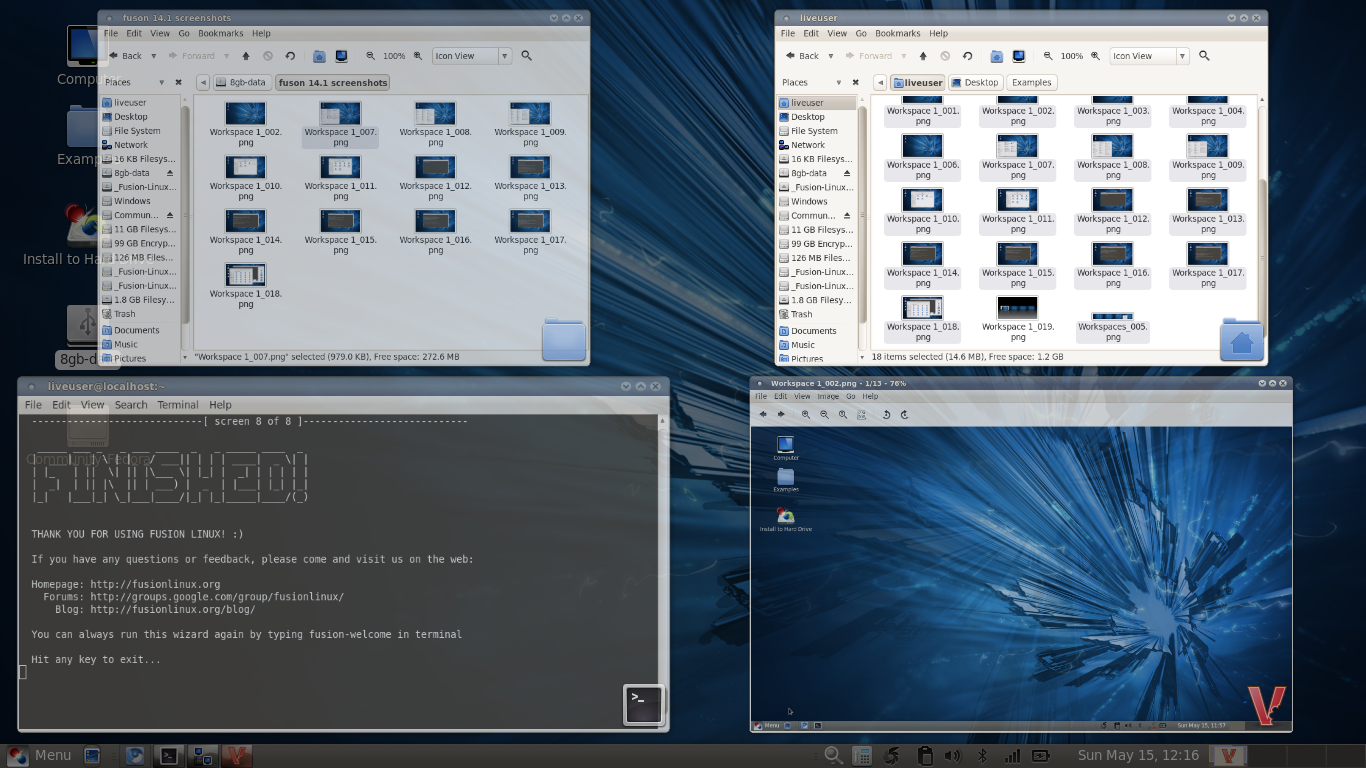 fuson 14.1 screenshots
File Edit View Go Bookmarks Help
Back Forward 100% Icon View
Places 8gb-data fuson 14.1 screenshots
liveuser
Desktop
File System
Network
16 KB Filesys...
8gb-data
_Fusion-Linux...
Windows
Commun...
11 GB Filesys...
99 GB Encryp...
126 MB Files...
_Fusion-Linux...
_Fusion-Linux...
1.8 GB Filesy...
Trash
Documents
Music
Pictures
Workspace 1_002. Workspace 1_007. Workspace 1_008. Workspace 1_009.
png png png png
Workspace 1_010. Workspace 1_011. Workspace 1_012. Workspace 1_013.
png png png png
Workspace 1_014. Workspace 1_015. Workspace 1_016. Workspace 1_017.
png png png png
Workspace 1_018.
png
"Workspace 1_007.png" selected (979.0 KB), Free space: 272.6 MB
Comput
Examp
Install to Ha
8gb-d
liveuser
File Edit View Go Bookmarks Help
Back Forward 100% Icon View
Places liveuser Desktop Examples
liveuser
Desktop
File System
Network
16 KB Filesys...
8gb-data
_Fusion-Linux...
Windows
Commun...
11 GB Filesys...
99 GB Encryp...
126 MB Files...
_Fusion-Linux...
_Fusion-Linux...
1.8 GB Filesy...
Trash
Documents
Music
Pictures
Workspace 1_001. Workspace 1_002. Workspace 1_003. Workspace 1_004.
png png png png
Workspace 1_006. Workspace 1_007. Workspace 1_008. Workspace 1_009.
png png png png
Workspace 1_010. Workspace 1_011. Workspace 1_012. Workspace 1_013.
png png png png
Workspace 1_014. Workspace 1_015. Workspace 1_016. Workspace 1_017.
png png png png
Workspace 1_018. Workspace 1_019. Workspaces_005.
png png png
18 items selected (14.6 MB), Free space: 1.2 GB
liveuser@localhost:~
File Edit View Search Terminal Help
-----------------------------[ screen 8 of 8 ]----------------------------
FINISHED!
Community Fedora
THANK YOU FOR USING FUSION LINUX! :)
If you have any questions or feedback, please come and visit us on the web:
Homepage: http://fusionlinux.org
Forums: http://groups.google.com/group/fusionlinux/
Blog: http://fusionlinux.org/blog/
You can always run this wizard again by typing fusion-welcome in terminal
Hit any key to exit...
Workspace 1_002.png - 1/13 - 76%
File Edit View Image Go Help
Computer
Examples
Install to Hard Drive
Menu Sun May 15, 11:57
Menu Sun May 15, 12:16